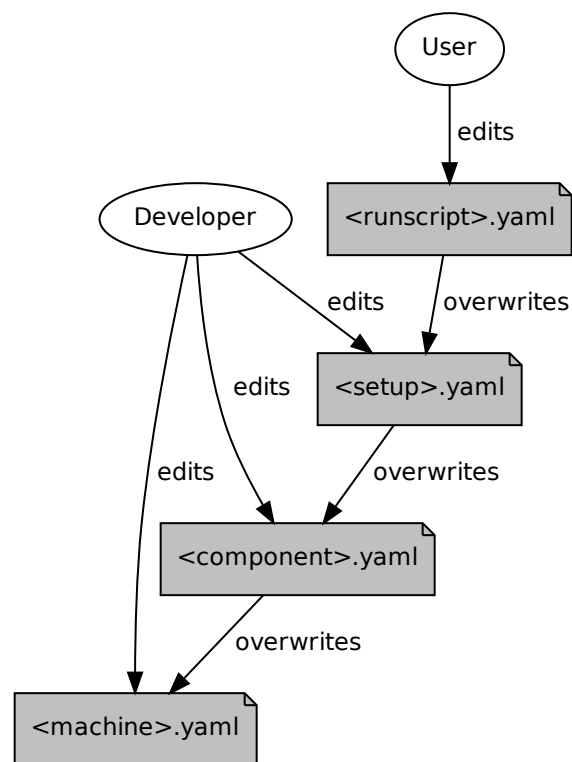 User
edits
<runscript>.yaml
Developer
edits
overwrites
<setup>.yaml
edits
edits
overwrites
<component>.yaml
overwrites
<machine>.yaml